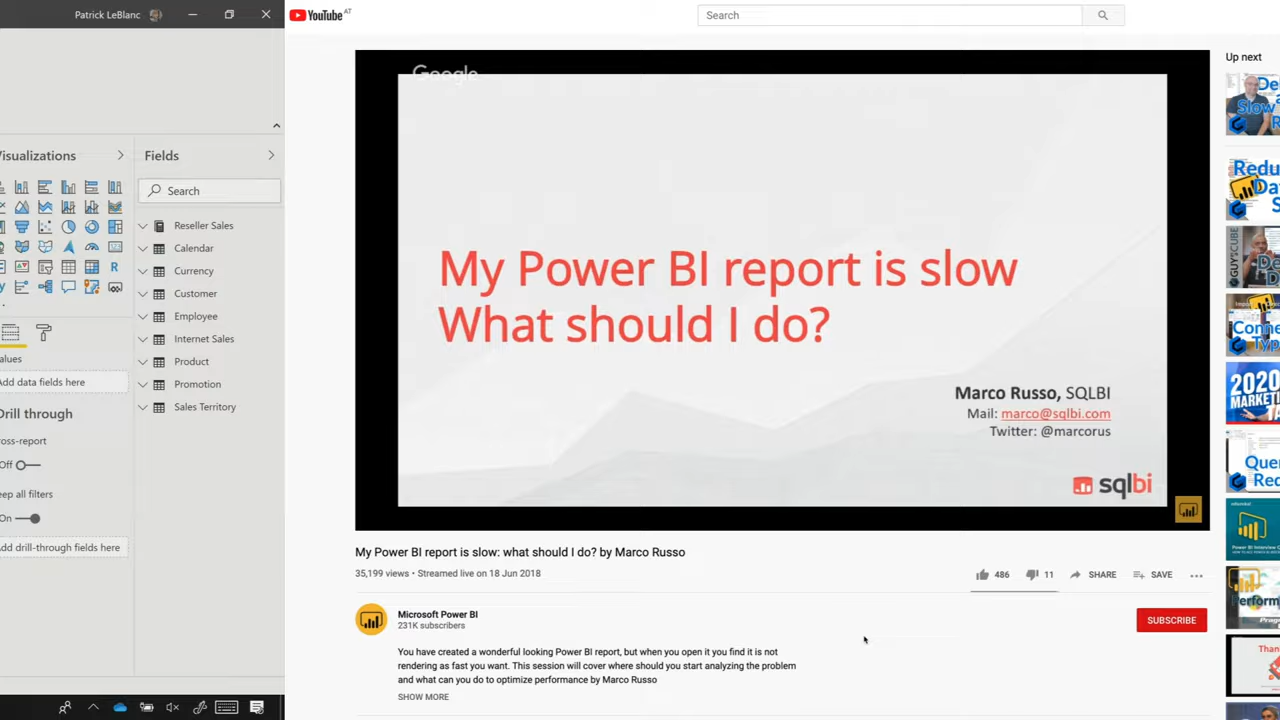 Patrick LeBlanc
Visualizations
Fields
Search
Reseller Sales
Calendar
Currency
Customer
Employee
Internet Sales
Product
Promotion
Sales Territory
R
Add data fields here
Drill through
Off
On
Add drill-through fields here
YouTube AT
Search
Google
My Power BI report is slow
What should I do?
Marco Russo, SQLBI
Mail: marco@sqlbi.com
Twitter: @marcorus
sqlbi
My Power BI report is slow: what should I do? by Marco Russo
35,199 views • Streamed live on 18 Jun 2018
486
11
SHARE
SAVE
Microsoft Power BI
231K subscribers
SUBSCRIBE
You have created a wonderful looking Power BI report, but when you open it you find it is not
rendering as fast you want. This session will cover where should you start analyzing the problem
and what can you do to optimize performance by Marco Russo
SHOW MORE
Up next
Slow
GUYINACUBE
2020